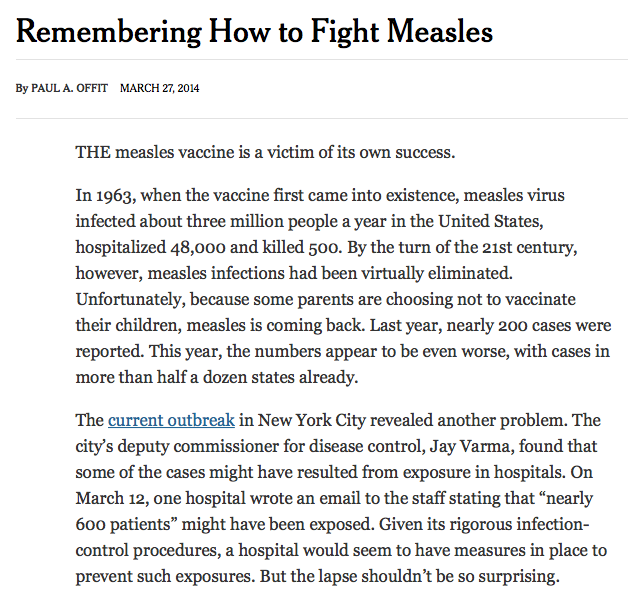 Remembering How to Fight Measles
By PAUL A. OFFIT MARCH 27, 2014
THE measles vaccine is a victim of its own success.
In 1963, when the vaccine first came into existence, measles virus
infected about three million people a year in the United States,
hospitalized 48,000 and killed 500. By the turn of the 21st century,
however, measles infections had been virtually eliminated.
Unfortunately, because some parents are choosing not to vaccinate
their children, measles is coming back. Last year, nearly 200 cases were
reported. This year, the numbers appear to be even worse, with cases in
more than half a dozen states already.
The current outbreak in New York City revealed another problem. The
city’s deputy commissioner for disease control, Jay Varma, found that
some of the cases might have resulted from exposure in hospitals. On
March 12, one hospital wrote an email to the staff stating that “nearly
600 patients” might have been exposed. Given its rigorous infection-
control procedures, a hospital would seem to have measures in place to
prevent such exposures. But the lapse shouldn’t be so surprising.